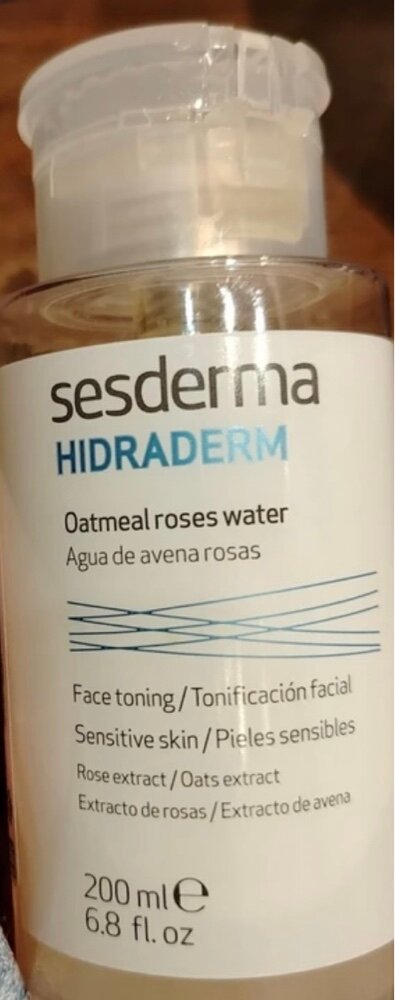 sesderma
HIDRADERM
Oatmeal roses water
Agua de avena rosas
Face toning / Tonificación facial
Sensitive skin / Pieles sensibles
Rose extract / Oats extract
Extracto de rosas / Extracto de avena
200 ml ℮
6.8 fl. oz